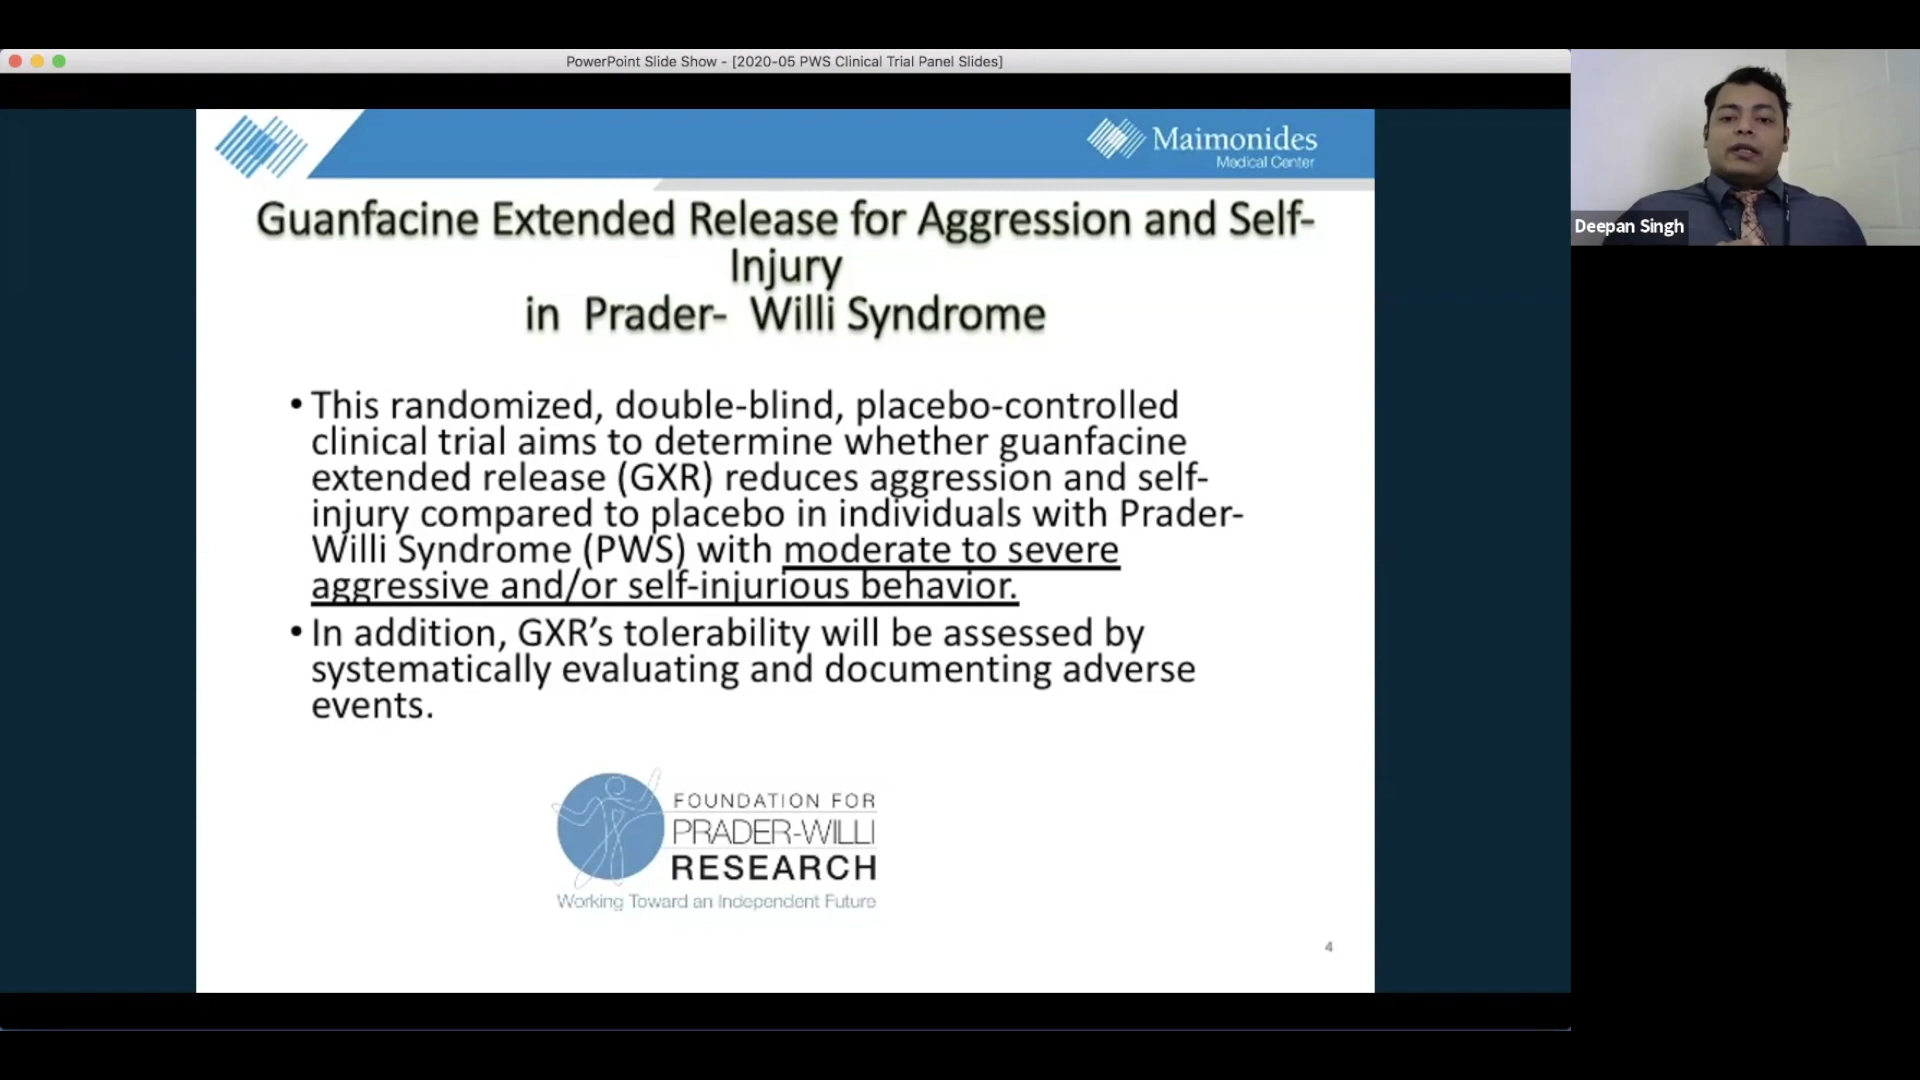 PowerPoint Slide Show - [2020-05 PWS Clinical Trial Panel Slides]
Maimonides
Medical Center
Deepan Singh
Guanfacine Extended Release for Aggression and Self-
Injury
in Prader- Willi Syndrome
• This randomized, double-blind, placebo-controlled
clinical trial aims to determine whether guanfacine
extended release (GXR) reduces aggression and self-
injury compared to placebo in individuals with Prader-
Willi Syndrome (PWS) with moderate to severe
aggressive and/or self-injurious behavior.
• In addition, GXR’s tolerability will be assessed by
systematically evaluating and documenting adverse
events.
FOUNDATION FOR
PRADER-WILLI
RESEARCH
Working Toward an Independent Future
4